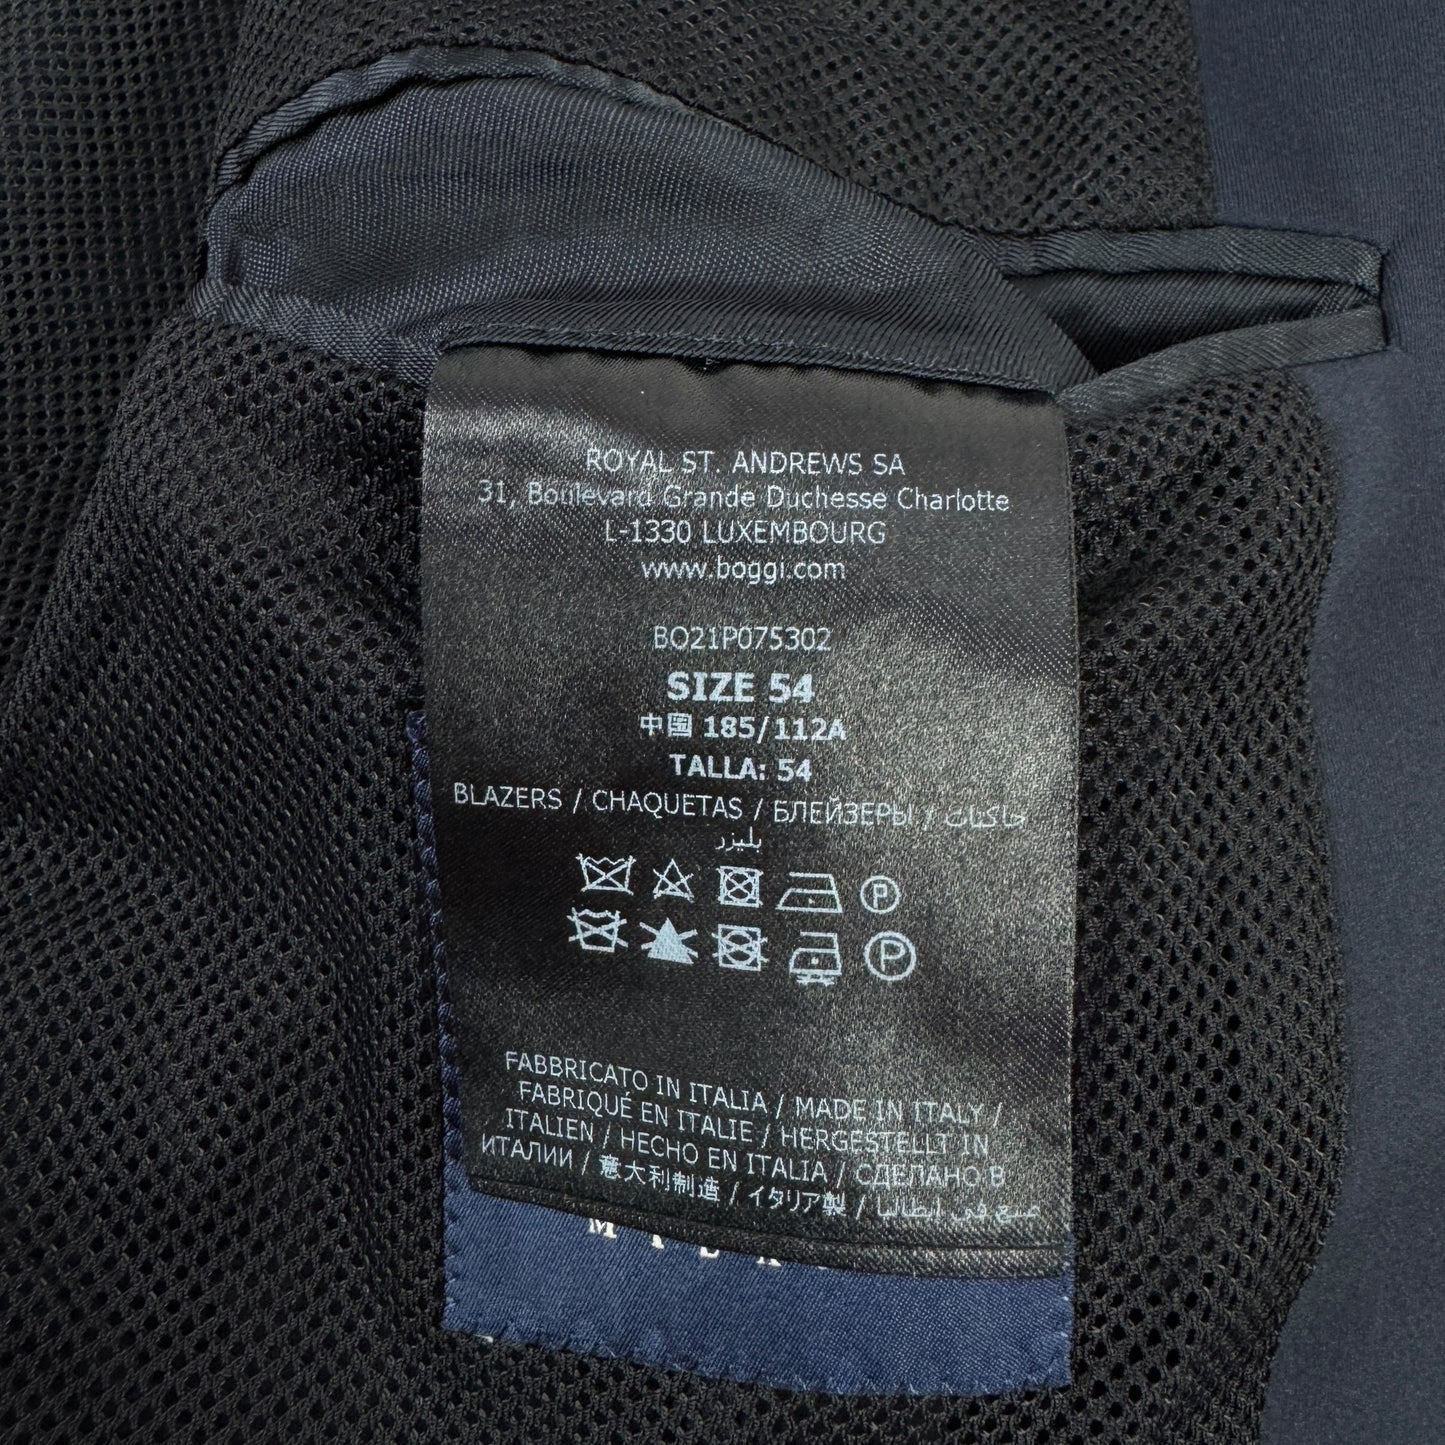 ROYAL ST. ANDREWS SA
31, Boulevard Grande Duchesse Charlotte
L-1330 LUXEMBOURG
www.boggi.com
BO21P075302
SIZE 54
中国 185/112A
TALLA: 54
BLAZERS / CHAQUETAS / БЛЕЙЗЕРЫ / جاكتات
بليزر
P
P
FABBRICATO IN ITALIA / MADE IN ITALY /
FABRIQUÉ EN ITALIE / HERGESTELLT IN
ITALIEN / HECHO EN ITALIA / СДЕЛАНО В
ИТАЛИИ / 意大利制造 / イタリア製 / صنع في ايطاليا